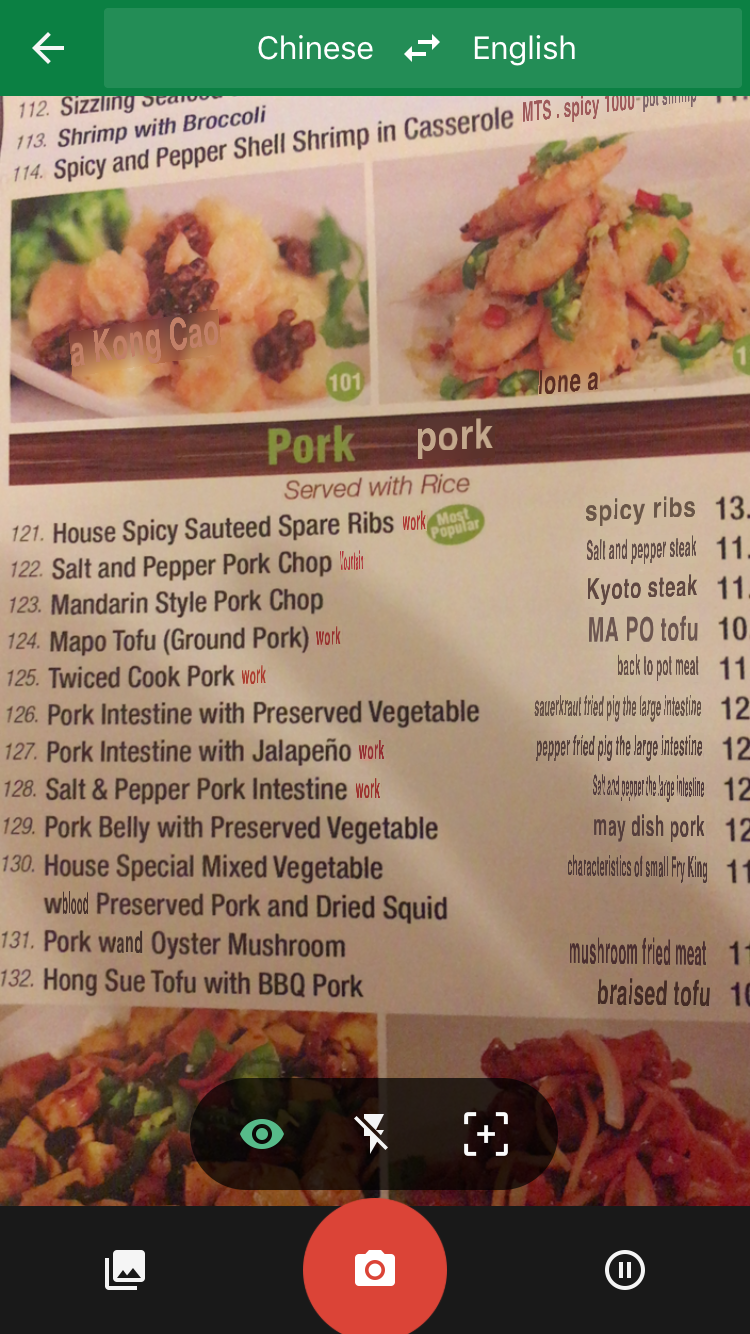 Chinese English
112. Sizzling
113. Shrimp with Broccoli
114. Spicy and Pepper Shell Shrimp in Casserole MTS . spicy 1000-pot shrimp
a Kong Cao
101
lone a
Pork pork
Served with Rice
121. House Spicy Sauteed Spare Ribs work Most Popular spicy ribs 13.
122. Salt and Pepper Pork Chop Salt and pepper steak 11.
123. Mandarin Style Pork Chop Kyoto steak 11.
124. Mapo Tofu (Ground Pork) work MA PO tofu 10
125. Twiced Cook Pork work back to pot meat 11
126. Pork Intestine with Preserved Vegetable sauerkraut fried pig the large intestine 12
127. Pork Intestine with Jalapeño work pepper fried pig the large intestine 12
128. Salt & Pepper Pork Intestine work Salt and pepper the large intestine 12
129. Pork Belly with Preserved Vegetable may dish pork 12
130. House Special Mixed Vegetable characteristics of small Fry King 11
wblood Preserved Pork and Dried Squid
131. Pork wand Oyster Mushroom mushroom fried meat 11
132. Hong Sue Tofu with BBQ Pork braised tofu 10